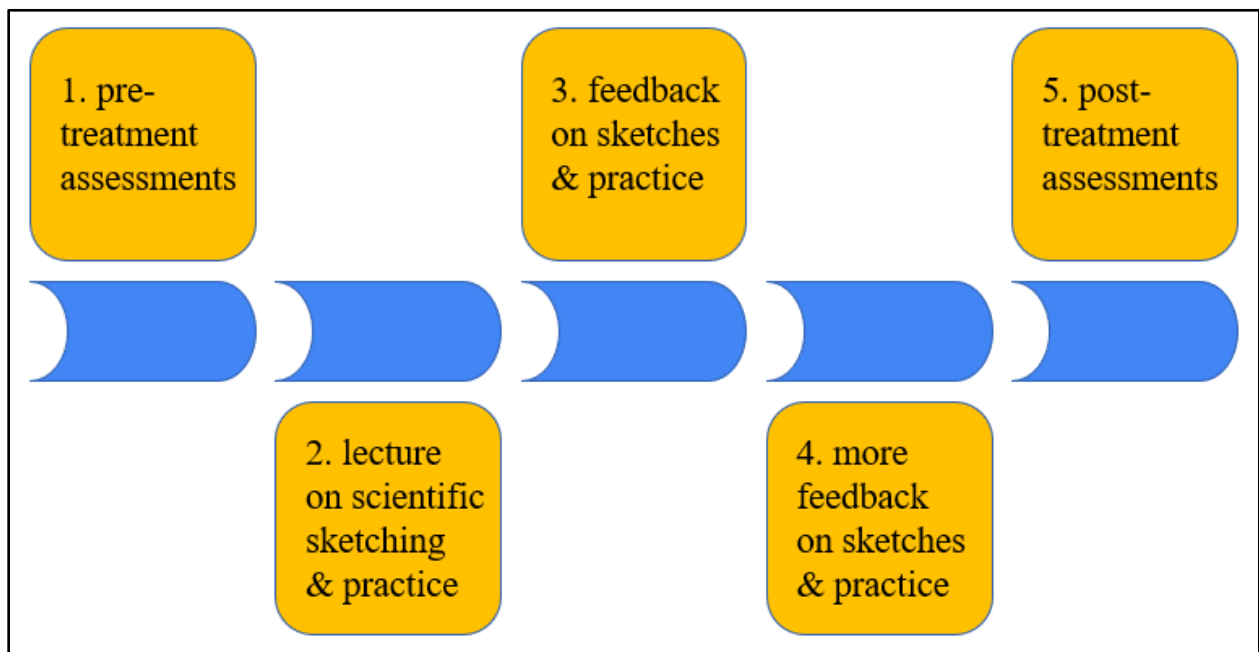 1. pre-
treatment
assessments
2. lecture
on scientific
sketching
& practice
3. feedback
on sketches
& practice
4. more
feedback
on sketches
& practice
5. post-
treatment
assessments